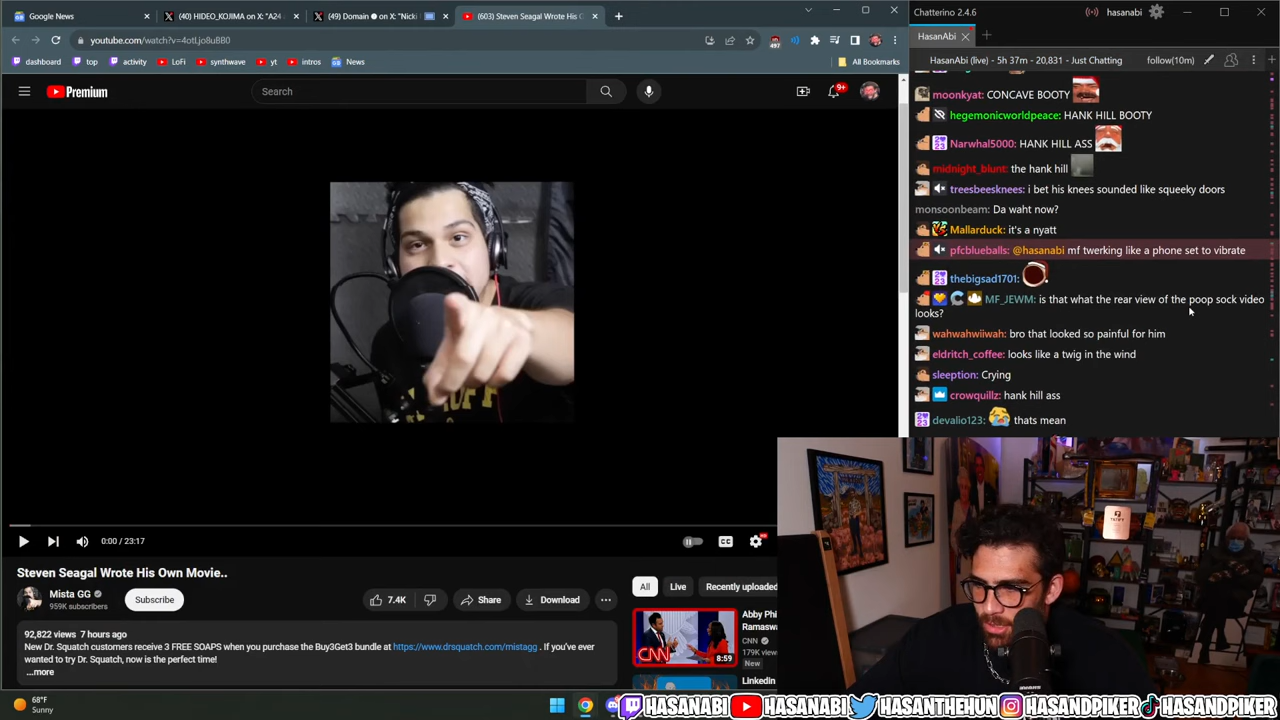 Google News
(40) HIDEO_KOJIMA on X: "A24
(49) Domain on X: "Nicki
(603) Steven Seagal Wrote His O
youtube.com/watch?v=4otLjo8uBB0
497
dashboard
top
activity
LoFi
synthwave
yt
intros
News
All Bookmarks
Premium
Search
9+
0:00 / 23:17
CC
Steven Seagal Wrote His Own Movie..
Mista GG
959K subscribers
Subscribe
7.4K
Share
Download
All
Live
Recently uploaded
92,822 views 7 hours ago
New Dr. Squatch customers receive 3 FREE SOAPS when you purchase the Buy3Get3 bundle at https://www.drsquatch.com/mistagg . If you've ever
wanted to try Dr. Squatch, now is the perfect time!
...more
CNN
8:59
Abby Phi
Ramaswa
CNN
179K view
New
Linkedin
68°F
Sunny
Chatterino 2.4.6
hasanabi
HasanAbi
HasanAbi (live) - 5h 37m - 20,831 - Just Chatting
follow(10m)
moonkyat: CONCAVE BOOTY
hegemonicworldpeace: HANK HILL BOOTY
Narwhal5000: HANK HILL ASS
midnight_blunt: the hank hill
treesbeesknees: i bet his knees sounded like squeeky doors
monsoonbeam: Da waht now?
Mallarduck: it's a nyatt
pfcblueballs: @hasanabi mf twerking like a phone set to vibrate
thebigsad1701:
MF_JEWM: is that what the rear view of the poop sock video
looks?
wahwahwiiwah: bro that looked so painful for him
eldritch_coffee: looks like a twig in the wind
sleeption: Crying
crowquillz: hank hill ass
devalio123: thats mean
HASANABI
HASANABI
HASANTHEHUN
HASANDPIKER
HASANDPIKER